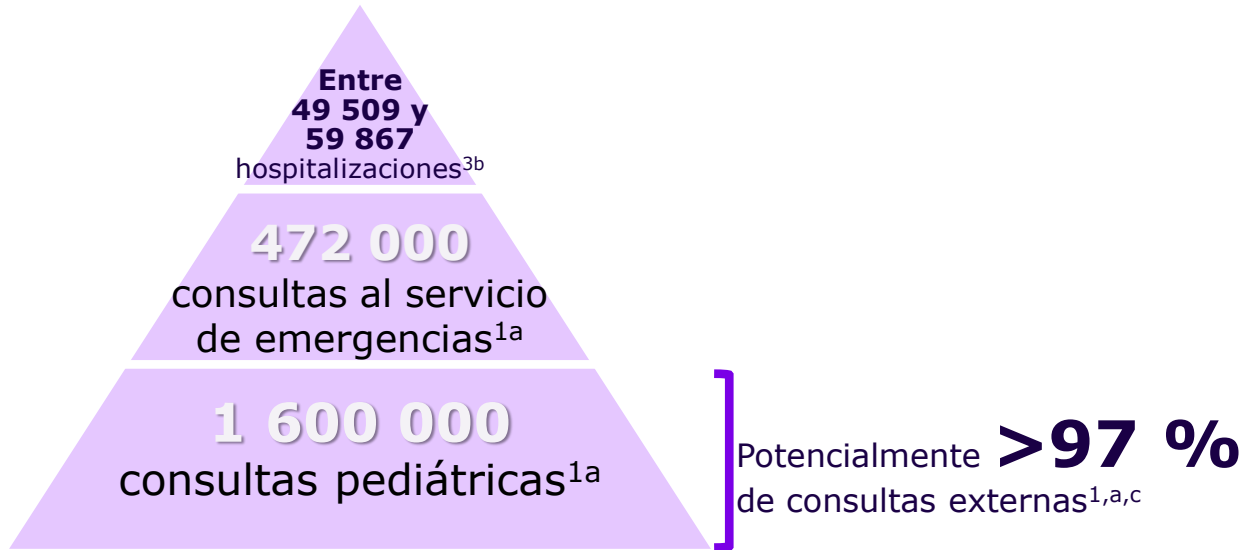 Entre
49 509 y
59 867
hospitalizaciones3b
472 000
consultas al servicio
de emergencias1a
1 600 000
consultas pediátricas1a
Potencialmente >97 %
de consultas externas1,a,c